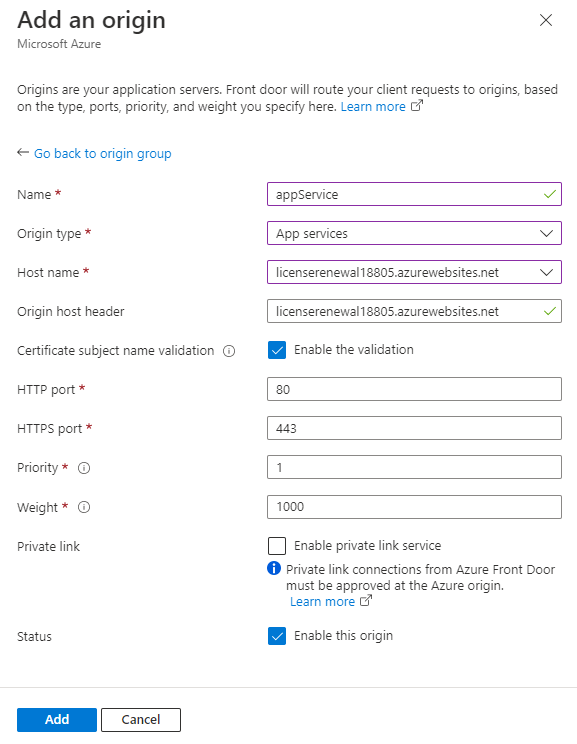 Add an origin
Microsoft Azure
Origins are your application servers. Front door will route your client requests to origins, based
on the type, ports, priority, and weight you specify here. Learn more
Go back to origin group
Name * appService
Origin type * App services
Host name * licenserenewal18805.azurewebsites.net
Origin host header licenserenewal18805.azurewebsites.net
Certificate subject name validation Enable the validation
HTTP port * 80
HTTPS port * 443
Priority * 1
Weight * 1000
Private link Enable private link service
Private link connections from Azure Front Door
must be approved at the Azure origin.
Learn more
Status Enable this origin
Add Cancel